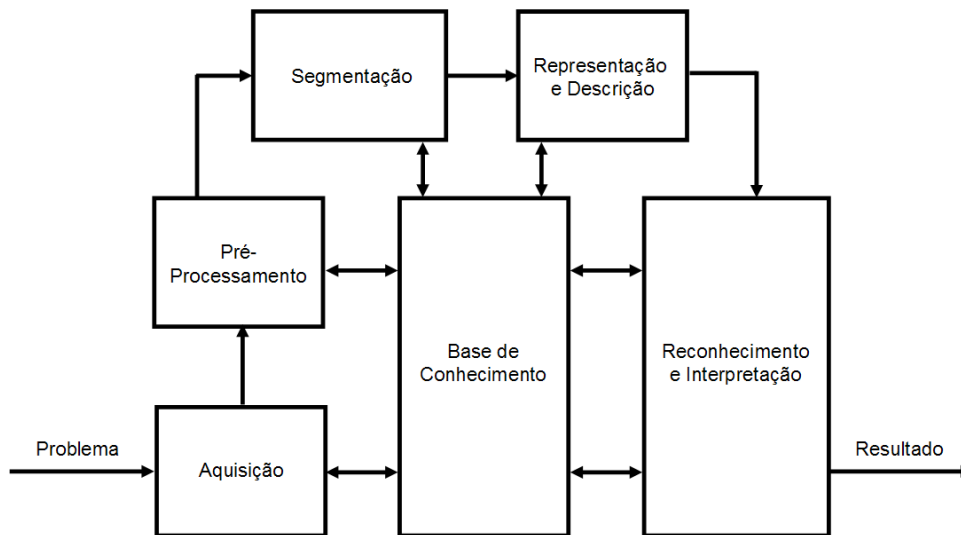 Segmentação
Representação
e Descrição
Pré-
Processamento
Base de
Conhecimento
Reconhecimento
e Interpretação
Problema
Aquisição
Resultado